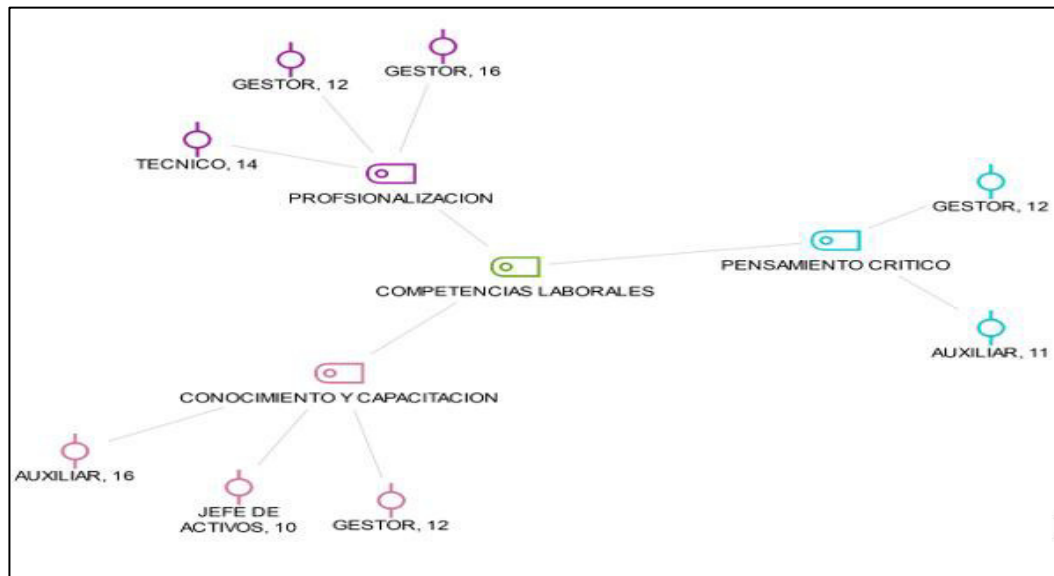 GESTOR, 16
GESTOR, 12
TECNICO, 14
PROFSIONALIZACION
GESTOR, 12
PENSAMIENTO CRITICO
COMPETENCIAS LABORALES
AUXILIAR, 11
CONOCIMIENTO Y CAPACITACION
AUXILIAR, 16
JEFE DE
ACTIVOS, 10
GESTOR, 12